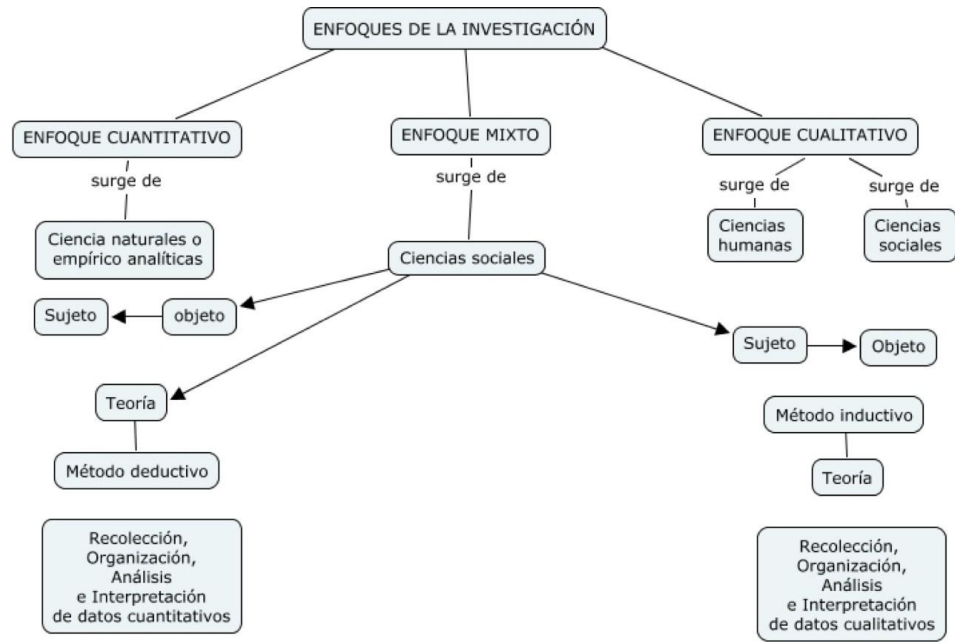 ENFOQUES DE LA INVESTIGACIÓN
ENFOQUE CUANTITATIVO
ENFOQUE MIXTO
ENFOQUE CUALITATIVO
surge de
surge de
surge de
surge de
Ciencia naturales o
empírico analíticas
Ciencias sociales
Ciencias
humanas
Ciencias
sociales
Sujeto
objeto
Sujeto
Objeto
Teoría
Método deductivo
Método inductivo
Teoría
Recolección,
Organización,
Análisis
e Interpretación
de datos cuantitativos
Recolección,
Organización,
Análisis
e Interpretación
de datos cualitativos